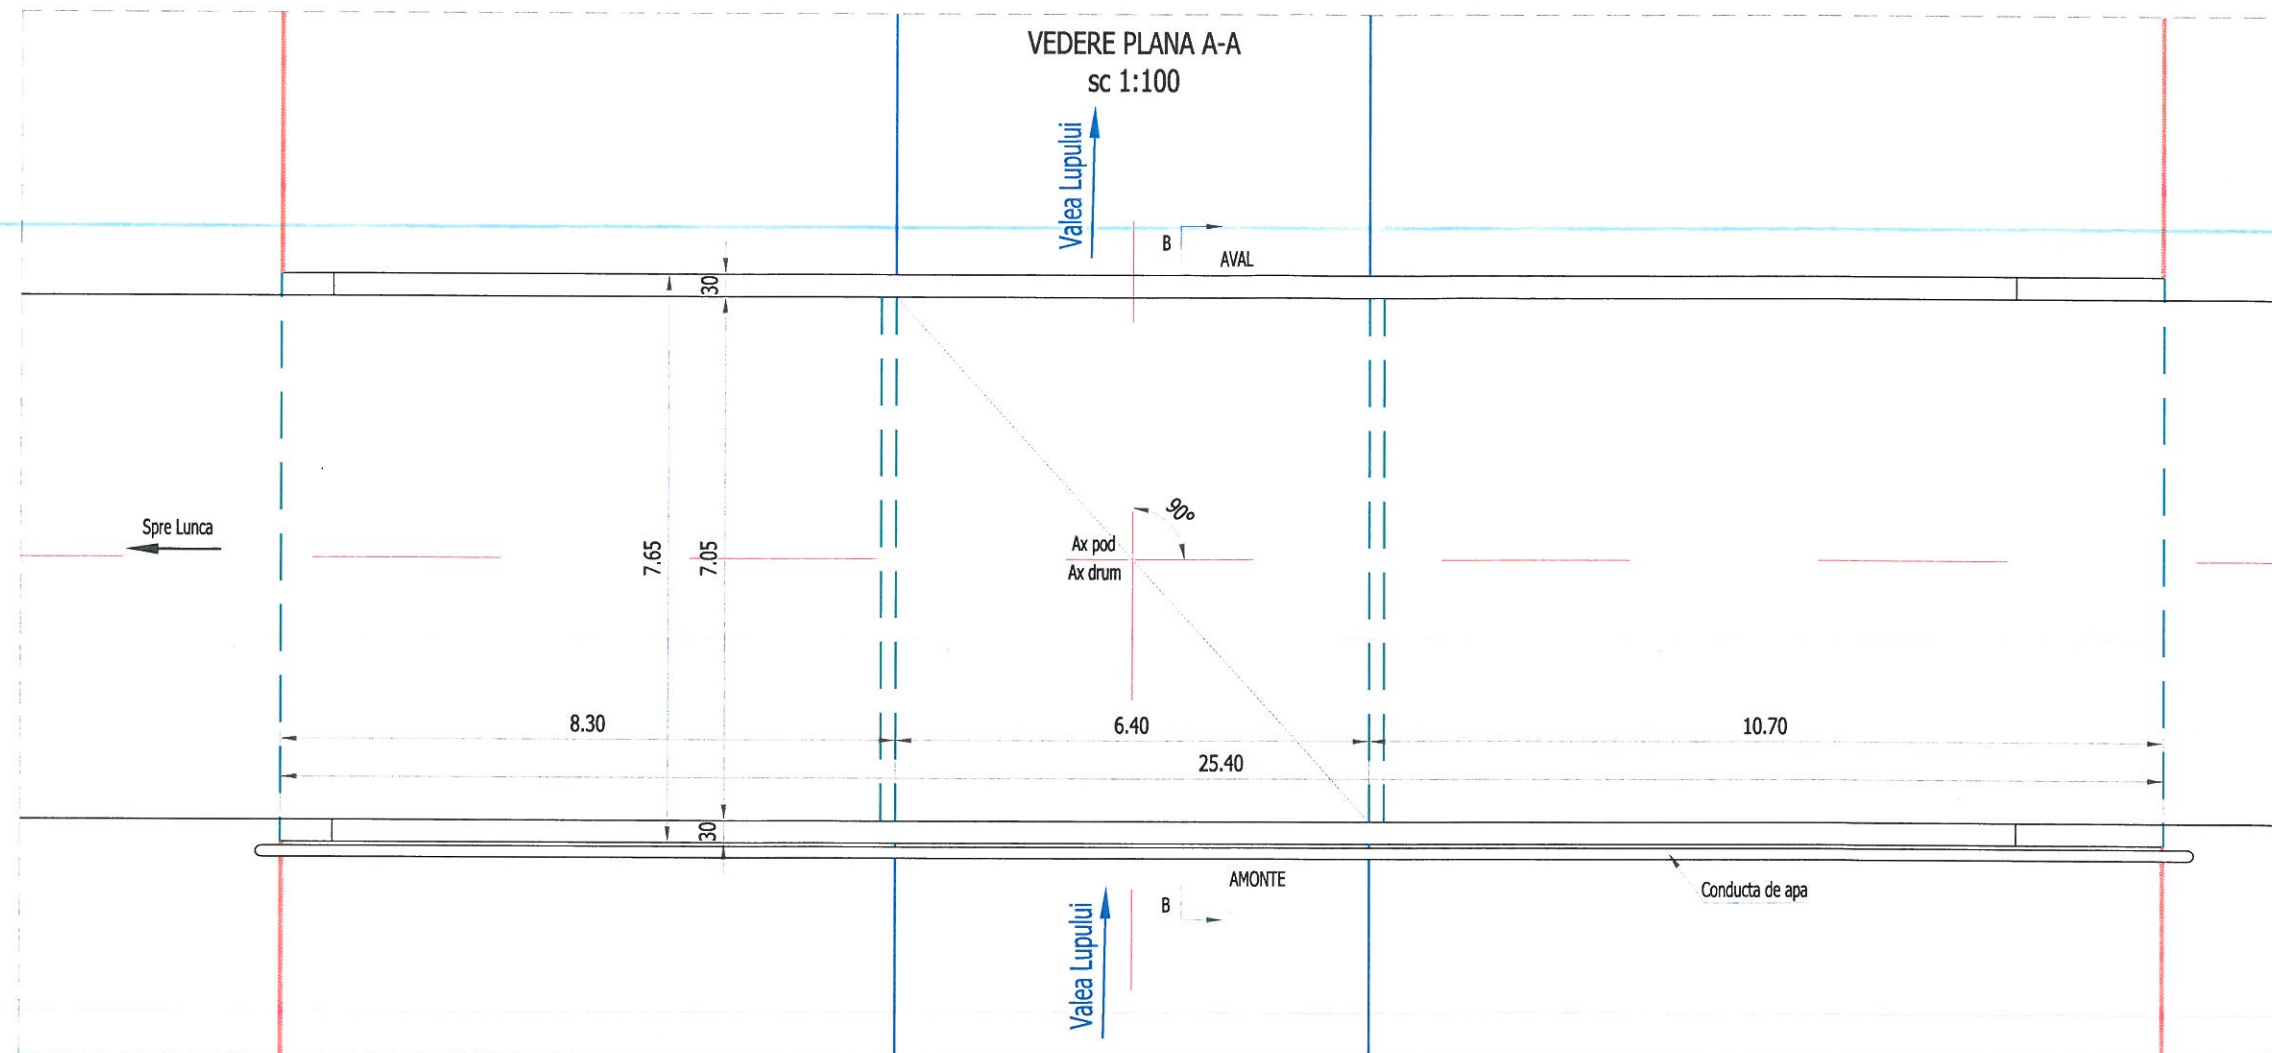 VEDERE PLANA A-A
sc 1:100
Valea Lupului
B
AVAL
30
Spre Lunca
7.65
7.05
90°
Ax pod
Ax drum
8.30
6.40
10.70
25.40
30
AMONTE
B
Conducta de apa
Valea Lupului